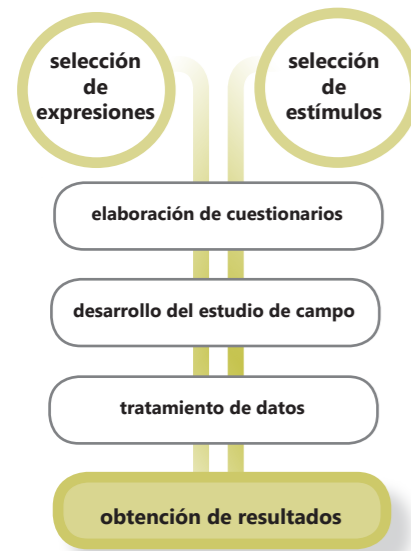 selección
de
expresiones
selección
de
estímulos
elaboración de cuestionarios
desarrollo del estudio de campo
tratamiento de datos
obtención de resultados